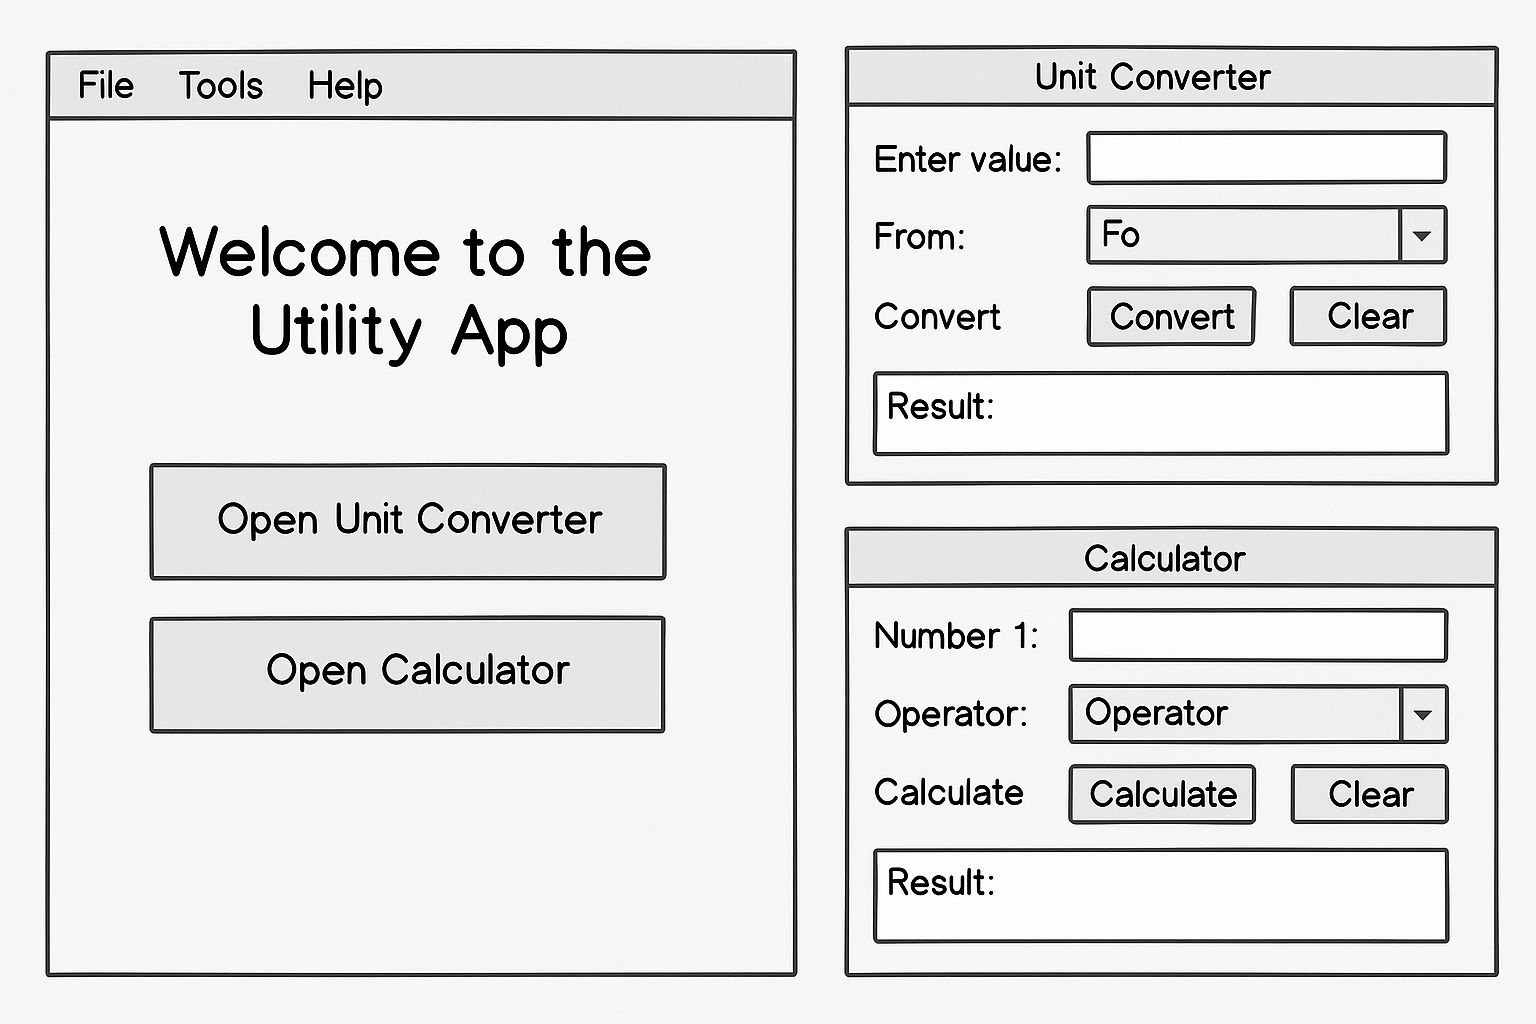 File Tools Help
Welcome to the
Utility App
Open Unit Converter
Open Calculator
Unit Converter
Enter value:
From: Fo
Convert Convert Clear
Result:
Calculator
Number 1:
Operator: Operator
Calculate Calculate Clear
Result: